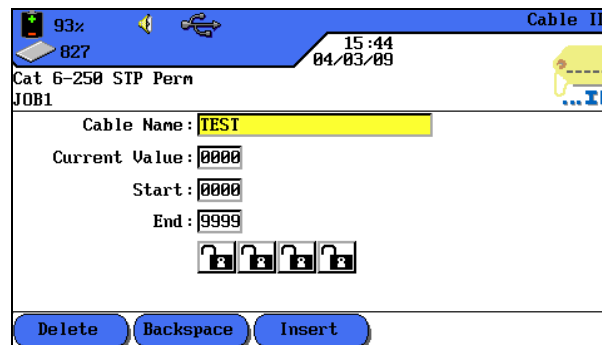 93% Cable I
827
15:44
04/03/09
Cat 6-250 STP Perm
JOB1
...I
Cable Name: TEST
Current Value: 0000
Start: 0000
End: 9999
Delete Backspace Insert